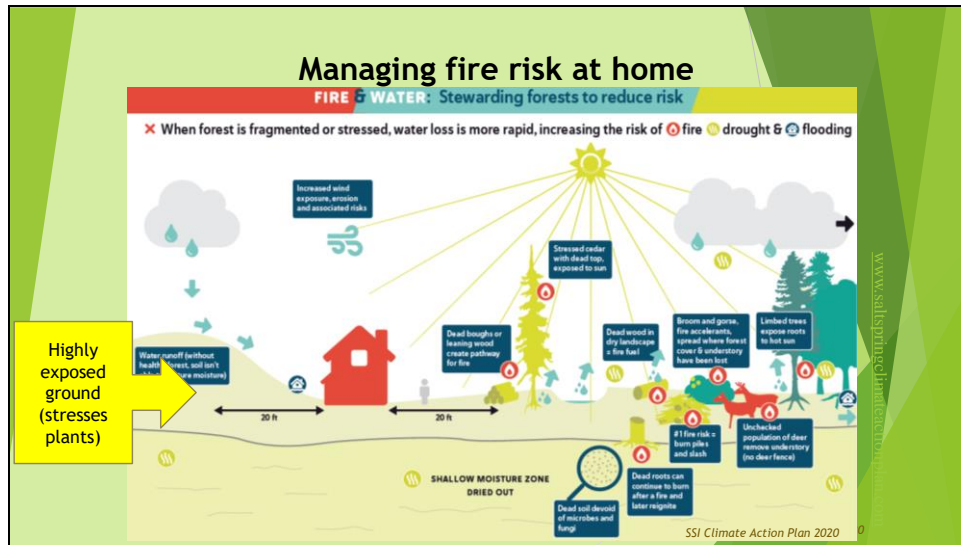 Managing fire risk at home
FIRE & WATER: Stewarding forests to reduce risk
✕ When forest is fragmented or stressed, water loss is more rapid, increasing the risk of fire drought & flooding
Increased wind
exposure, erosion
and associated risks
Stressed cedar
with dead top,
exposed to sun
Highly
exposed
ground
(stresses
plants)
Water runoff (without
forest, soil isn't
moisture)
20 ft
20 ft
Dead boughs or
leaning wood
create pathway
for fire
Dead wood in
dry landscape
= fire fuel
Broom and gorse,
fire accelerants,
spread where forest
cover & understory
have been lost
Limbed trees
expose roots
to hot sun
#1 fire risk =
burn piles
and slash
Unchecked
population of deer
remove understory
(no deer fence)
SHALLOW MOISTURE ZONE
DRIED OUT
Dead roots can
continue to burn
after a fire and
later reignite
Dead soil devoid
of microbes and
fungi
SSI Climate Action Plan 2020
0